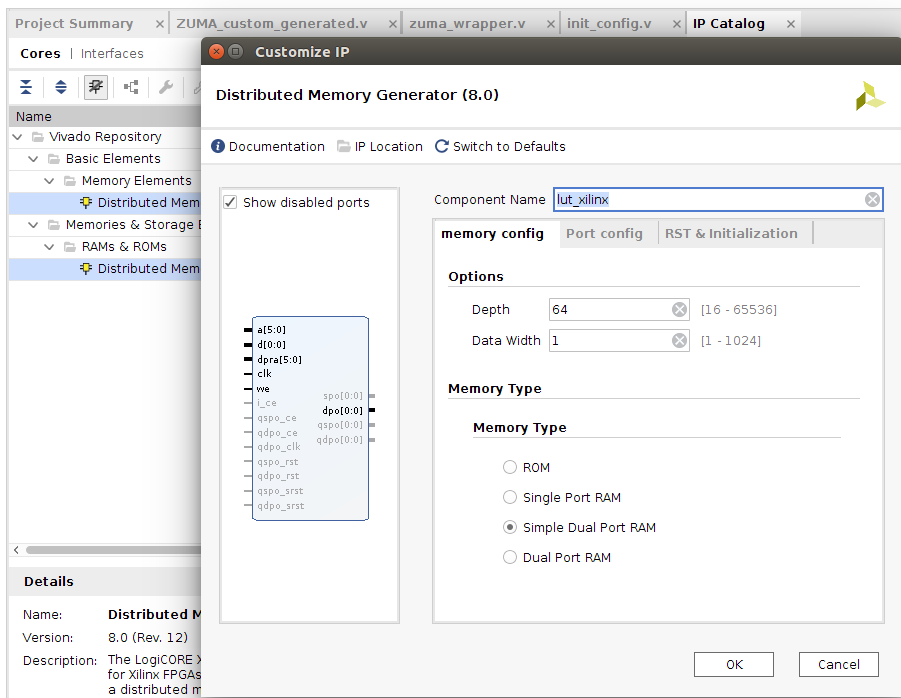 Project Summary × ZUMA_custom_generated.v × zuma_wrapper.v × init_config.v × IP Catalog ×
Cores | Interfaces
Name
Vivado Repository
Basic Elements
Memory Elements
Distributed Mem
Memories & Storage E
RAMs & ROMs
Distributed Mem
Details
Name: Distributed M
Version: 8.0 (Rev. 12)
Description: The LogiCORE X
for Xilinx FPGAs
a distributed m
Customize IP
Distributed Memory Generator (8.0)
Documentation IP Location Switch to Defaults
Show disabled ports
a[5:0]
d[0:0]
dpra[5:0]
clk
we
i_ce
qspo_ce
qdpo_ce
qdpo_clk
qspo_rst
qdpo_rst
qspo_srst
qdpo_srst
spo[0:0]
dpo[0:0]
qspo[0:0]
qdpo[0:0]
Component Name lut_xilinx
memory config Port config RST & Initialization
Options
Depth 64 [16 - 65536]
Data Width 1 [1 - 1024]
Memory Type
Memory Type
ROM
Single Port RAM
Simple Dual Port RAM
Dual Port RAM
OK Cancel